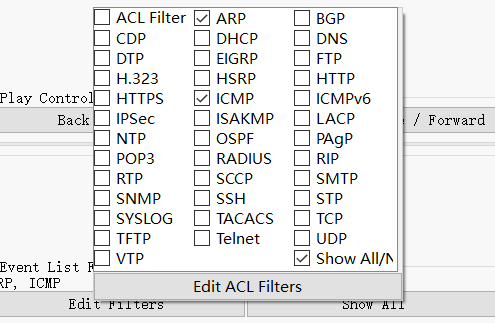 ACL Filter ARP BGP
CDP DHCP DNS
DTP EIGRP FTP
H.323 HSRP HTTP
Play Control
HTTPS ICMP ICMPv6
Back IPSec ISAKMP LACP / Forward
NTP OSPF PAgP
POP3 RADIUS RIP
RTP SCCP SMTP
SNMP SSH STP
SYSLOG TACACS TCP
TFTP Telnet UDP
VTP Show All/N
Event List F
RP, ICMP
Edit ACL Filters
Edit Filters Show All